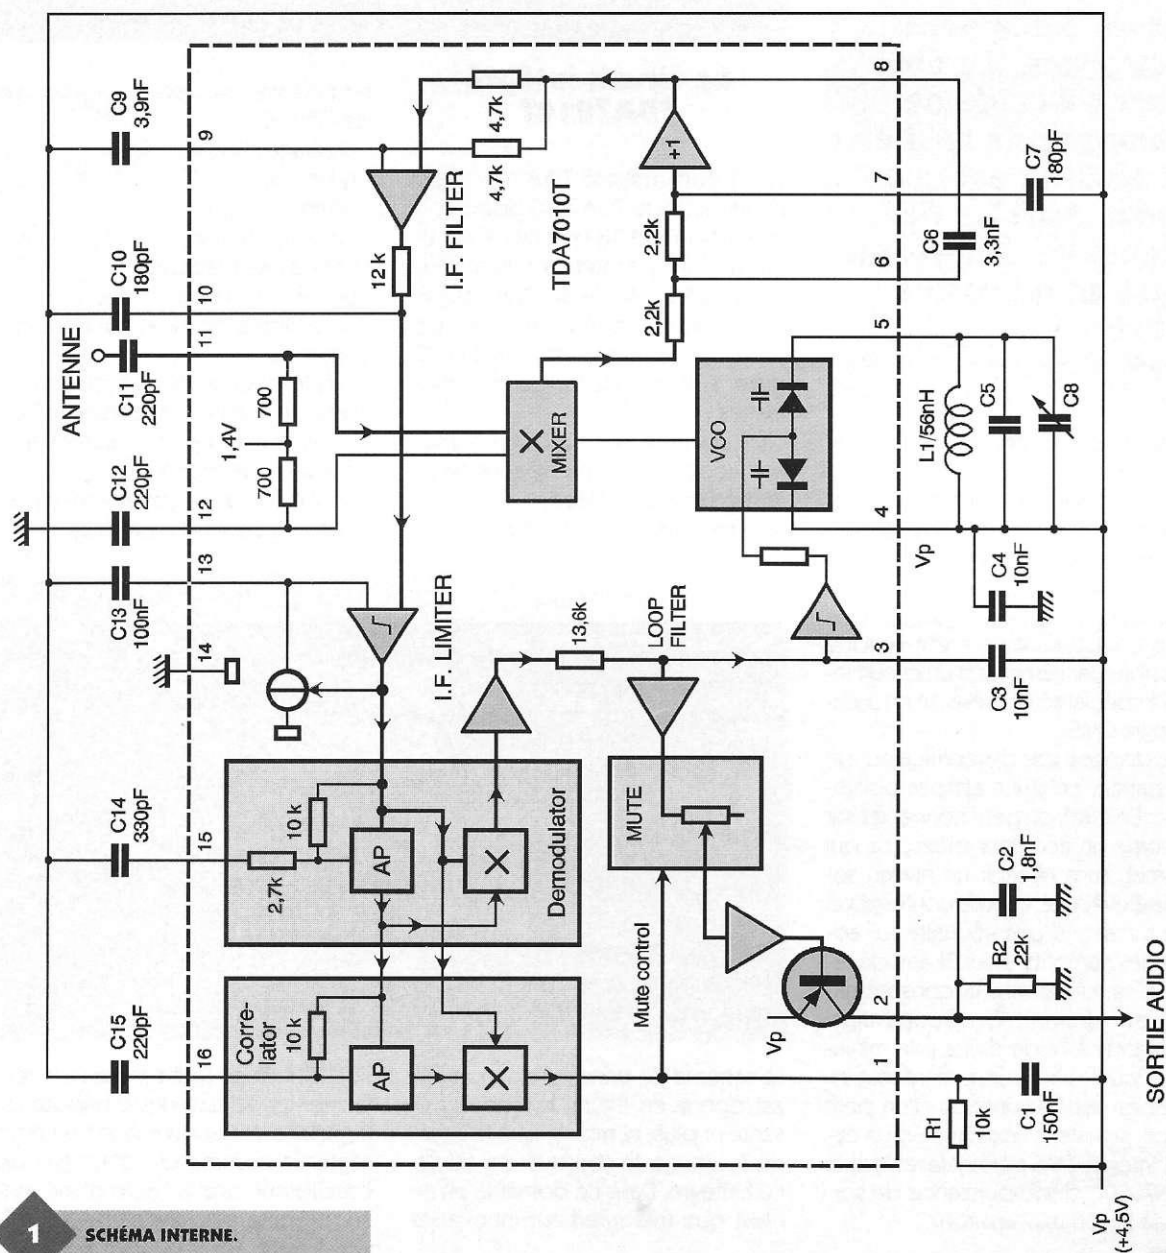 C15
220pF
C14
330pF
C13
100nF
C12
220pF
ANTENNE
C11
220pF
C10
180pF
C9
3,9nF
16
15
14
13
12
11
10
9
Corre-
lator
10 k
AP
2,7k
10 k
AP
Demodulator
I.F. LIMITER
700
1,4V
700
12 k
I.F. FILTER
4,7k
4,7k
TDA7010T
MIXER
2,2k
2,2k
+1
VCO
13,6k
LOOP
FILTER
MUTE
Mute control
Vp
1
2
3
4
5
6
7
8
Vp
R1
10k
C1
150nF
R2
22k
C2
1,8nF
C3
10nF
C4
10nF
L1/56nH
C5
C8
C6
3,3nF
C7
180pF
Vp
(+4,5V)
SORTIE AUDIO
1
SCHÉMA INTERNE.